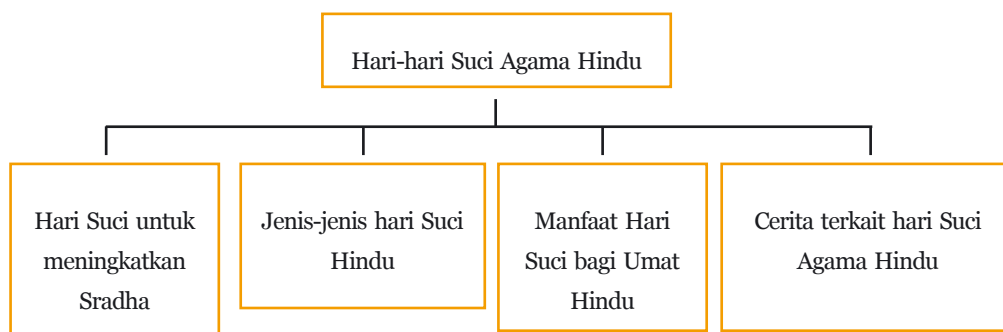 Hari-hari Suci Agama Hindu
Hari Suci untuk
meningkatkan
Sradha
Jenis-jenis hari Suci
Hindu
Manfaat Hari
Suci bagi Umat
Hindu
Cerita terkait hari Suci
Agama Hindu